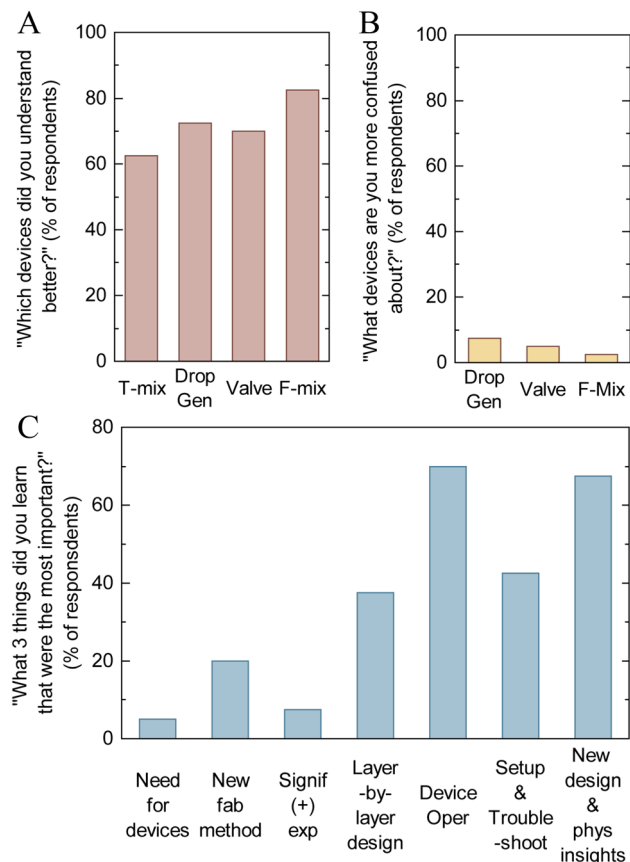 A
"Which devices did you understand
better?" (% of respondents)
100
80
60
40
20
0
T-mix
Drop
Gen
Valve
F-mix
B
"What devices are you more confused
about?" (% of respondents)
100
80
60
40
20
0
Drop
Gen
Valve
F-Mix
C
"What 3 things did you learn
that were the most important?"
(% of responsdents)
80
60
40
20
0
Need
for
devices
New
fab
method
Signif
(+)
exp
Layer
-by-
layer
design
Device
Oper
Setup
&
Trouble
-shoot
New
design
&
phys
insights